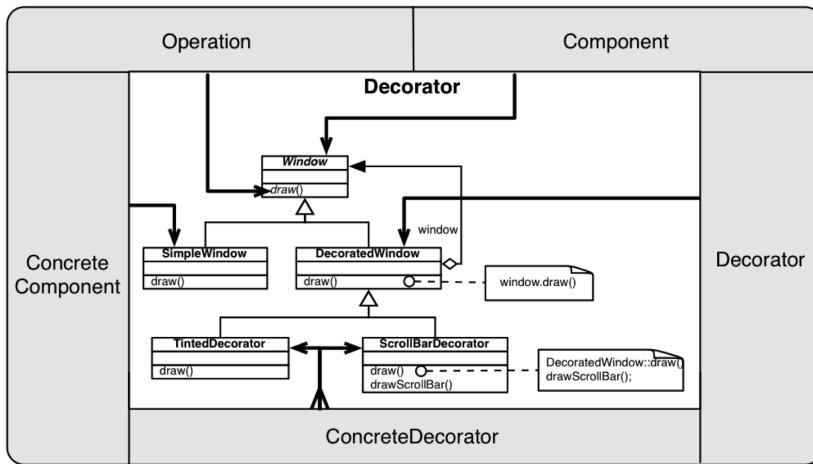 Operation
Component
Decorator
Window
draw()
window
Concrete
Component
Decorator
SimpleWindow
draw()
DecoratedWindow
draw()
window.draw()
TintedDecorator
draw()
ScrollBarDecorator
draw()
drawScrollBar()
DecoratedWindow::draw()
drawScrollBar();
ConcreteDecorator